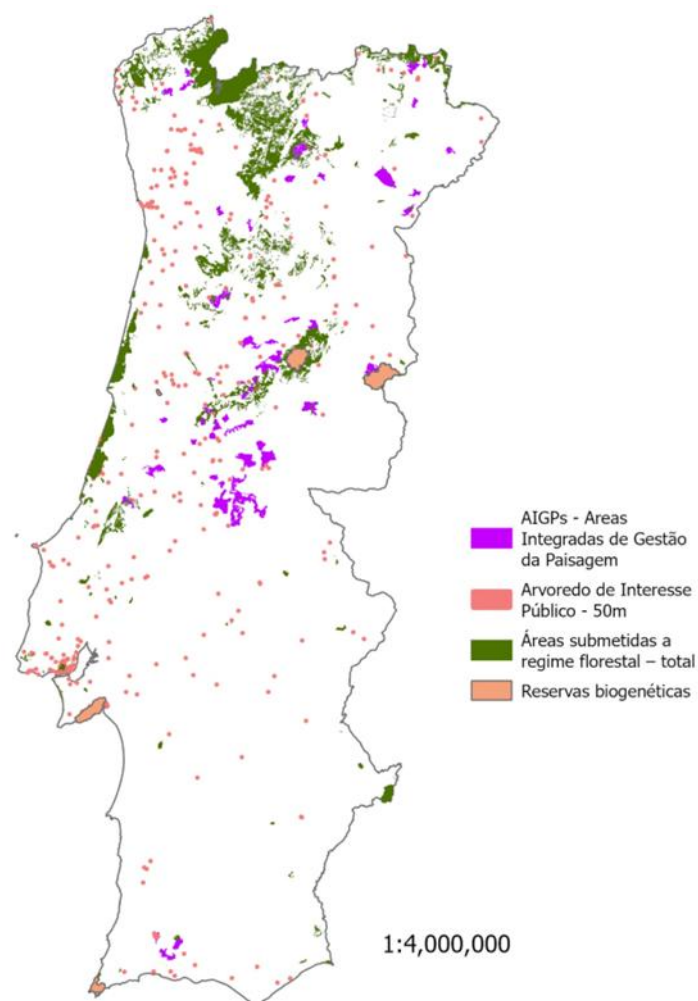 AIGPs - Areas
Integradas de Gestão
da Paisagem
Arvoredo de Interesse
Público - 50m
Áreas submetidas a
regime florestal – total
Reservas biogenéticas
1:4,000,000